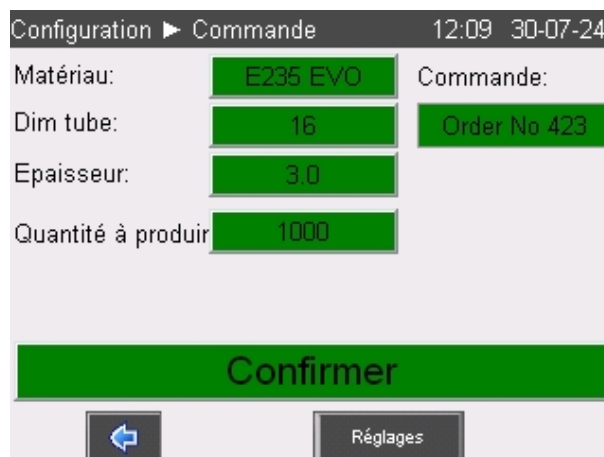 Configuration ► Commande 12:09 30-07-24
Matériau: E235 EVO Commande:
Dim tube: 16 Order No 423
Epaisseur: 3.0
Quantité à produir 1000
Confirmer
Réglages